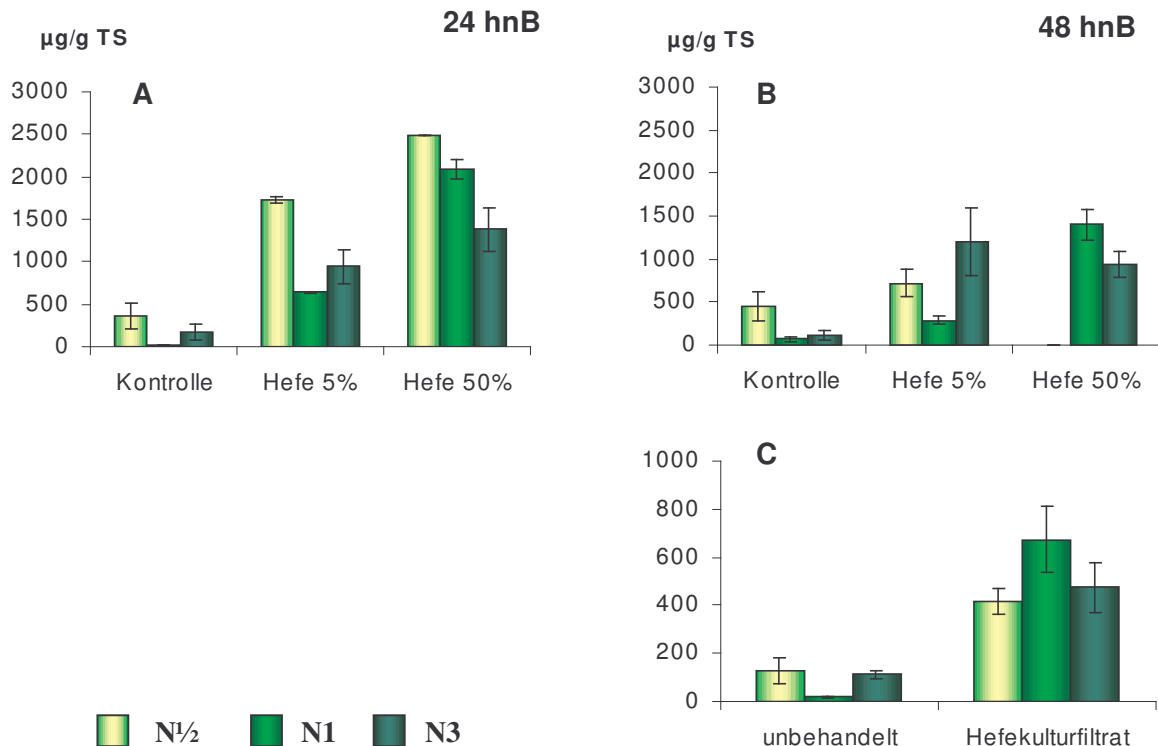 24 hnB
µg/g TS
A
3000
2500
2000
1500
1000
500
0
Kontrolle Hefe 5% Hefe 50%
48 hnB
µg/g TS
B
3000
2500
2000
1500
1000
500
0
Kontrolle Hefe 5% Hefe 50%
C
1000
800
600
400
200
0
unbehandelt Hefekulturfiltrat
N½ N1 N3